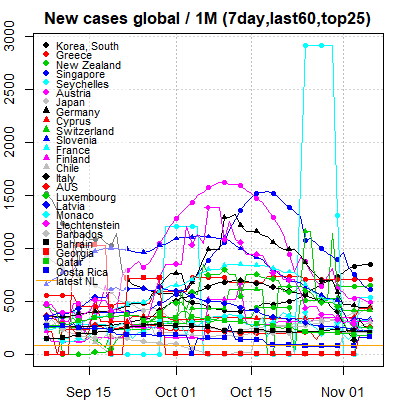 New cases global / 1M (7day,last60,top25)
3000
2500
2000
1500
1000
500
0
Korea, South
Greece
New Zealand
Singapore
Seychelles
Austria
Japan
Germany
Cyprus
Switzerland
Slovenia
France
Finland
Chile
Italy
AUS
Luxembourg
Latvia
Monaco
Liechtenstein
Barbados
Bahrain
Georgia
Qatar
Costa Rica
latest NL
Sep 15
Oct 01
Oct 15
Nov 01